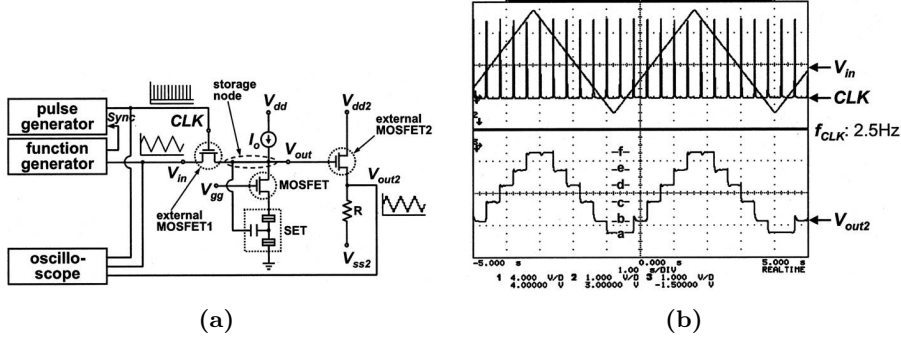 pulse
generator
function
generator
oscillo-
scope
Sync
CLK
storage
node
V_dd
I_o
V_out
V_dd2
external
MOSFET2
V_in
V_gg
MOSFET
external
MOSFET1
SET
V_out2
R
V_ss2
(a)
V_in
CLK
f_CLK: 2.5Hz
f
e
d
c
b
a
V_out2
-5.000 s 0.000 s 5.000 s
1.00 s/DIV REALTIME
1 4.000 V/D 2 1.000 V/D 3 1.000 V/D
4.00000 V 3.00000 V -1.50000 V
(b)